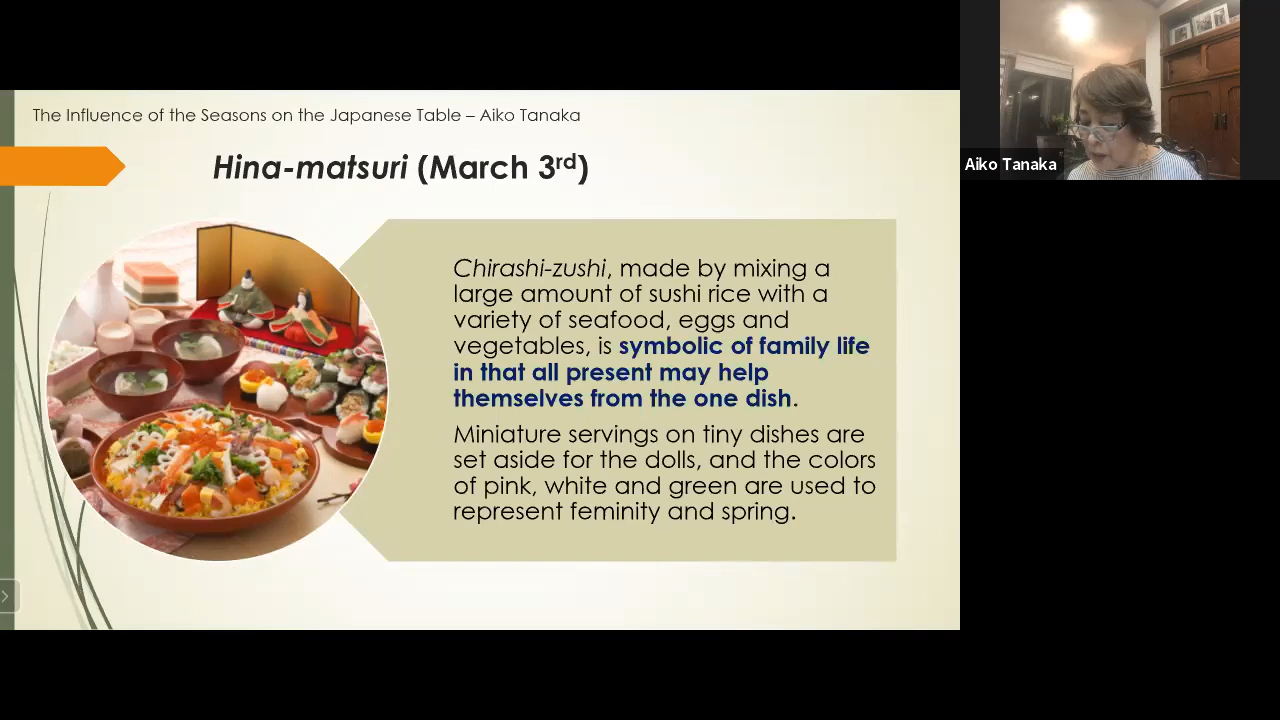 The Influence of the Seasons on the Japanese Table – Aiko Tanaka
Hina-matsuri (March 3rd)
Chirashi-zushi, made by mixing a
large amount of sushi rice with a
variety of seafood, eggs and
vegetables, is symbolic of family life
in that all present may help
themselves from the one dish.
Miniature servings on tiny dishes are
set aside for the dolls, and the colors
of pink, white and green are used to
represent feminity and spring.
Aiko Tanaka